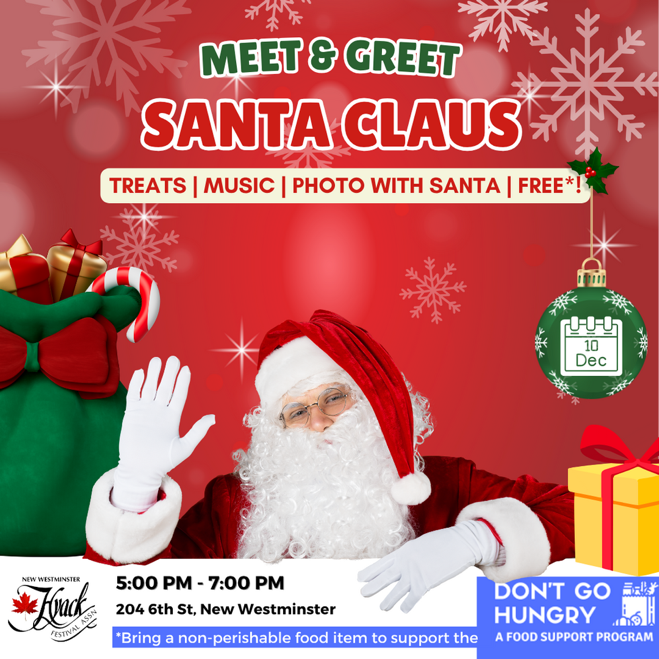 MEET & GREET
SANTA CLAUS
TREATS | MUSIC | PHOTO WITH SANTA | FREE*!
10
Dec
NEW WESTMINSTER
Hyack
FESTIVAL ASSN
5:00 PM - 7:00 PM
204 6th St, New Westminster
*Bring a non-perishable food item to support the
DON'T GO
HUNGRY
A FOOD SUPPORT PROGRAM